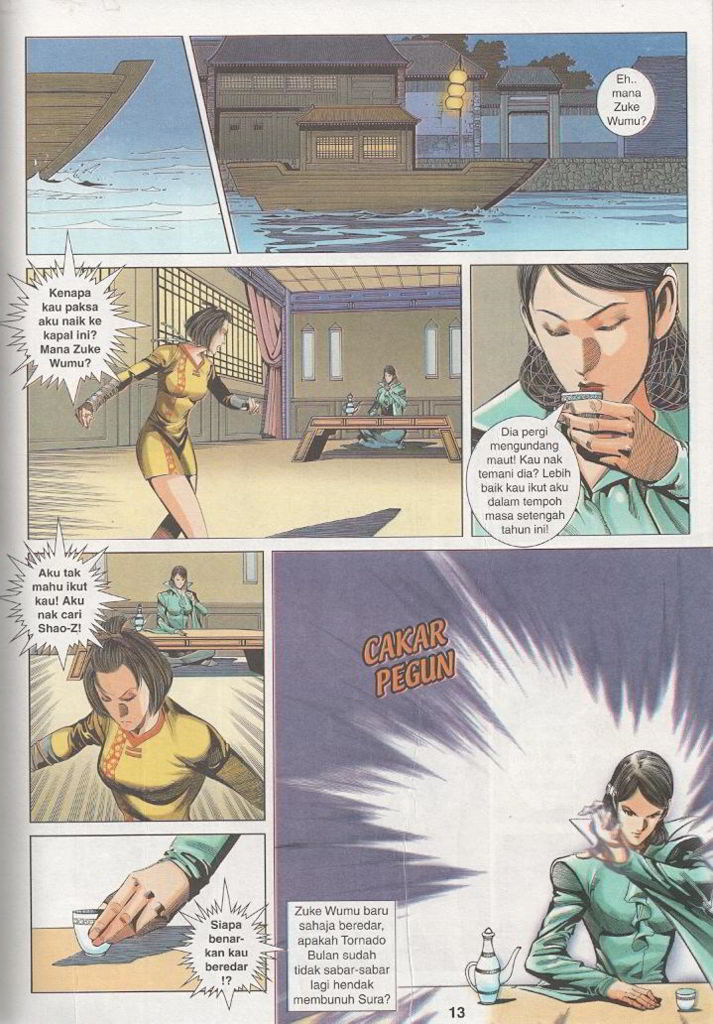 Eh..
mana
Zuke
Wumu?
Kenapa
kau paksa
aku naik ke
kapal ini?
Mana Zuke
Wumu?
Dia pergi
mengundang
maut! Kau nak
temani dia? Lebih
baik kau ikut aku
dalam tempoh
masa setengah
tahun ini!
Aku tak
mahu ikut
kau! Aku
nak cari
Shao-Z!
CAKAR
PEGUN
Siapa
benar-
kan kau
beredar
!?
Zuke Wumu baru
sahaja beredar,
apakah Tornado
Bulan sudah
tidak sabar-sabar
lagi hendak
membunuh Sura?
13